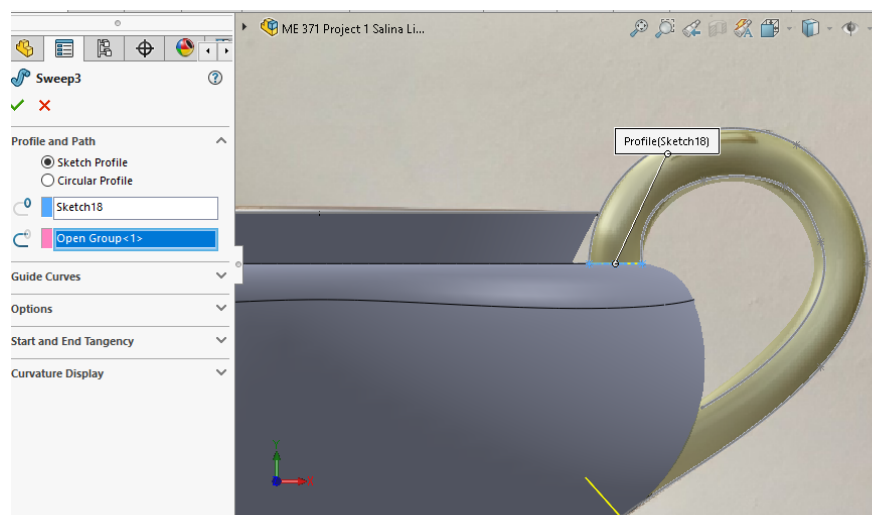 ME 371 Project 1 Salina Li...
Sweep3
Profile and Path
Sketch Profile
Circular Profile
Sketch18
Open Group<1>
Guide Curves
Options
Start and End Tangency
Curvature Display
Profile(Sketch18)
Y
X